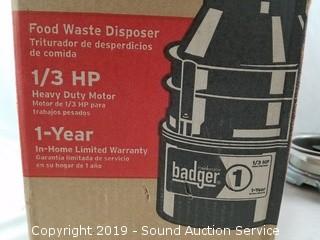 Food Waste Disposer
Triturador de desperdicios
de comida
1/3 HP
Heavy Duty Motor
Motor de 1/3 HP para
trabajos pesados
1-Year
In-Home Limited Warranty
Garantía limitada de servicio
en su hogar de 1 año
badger
1
1/3 HP
1-Year
Copyright 2019 - Sound Auction Service